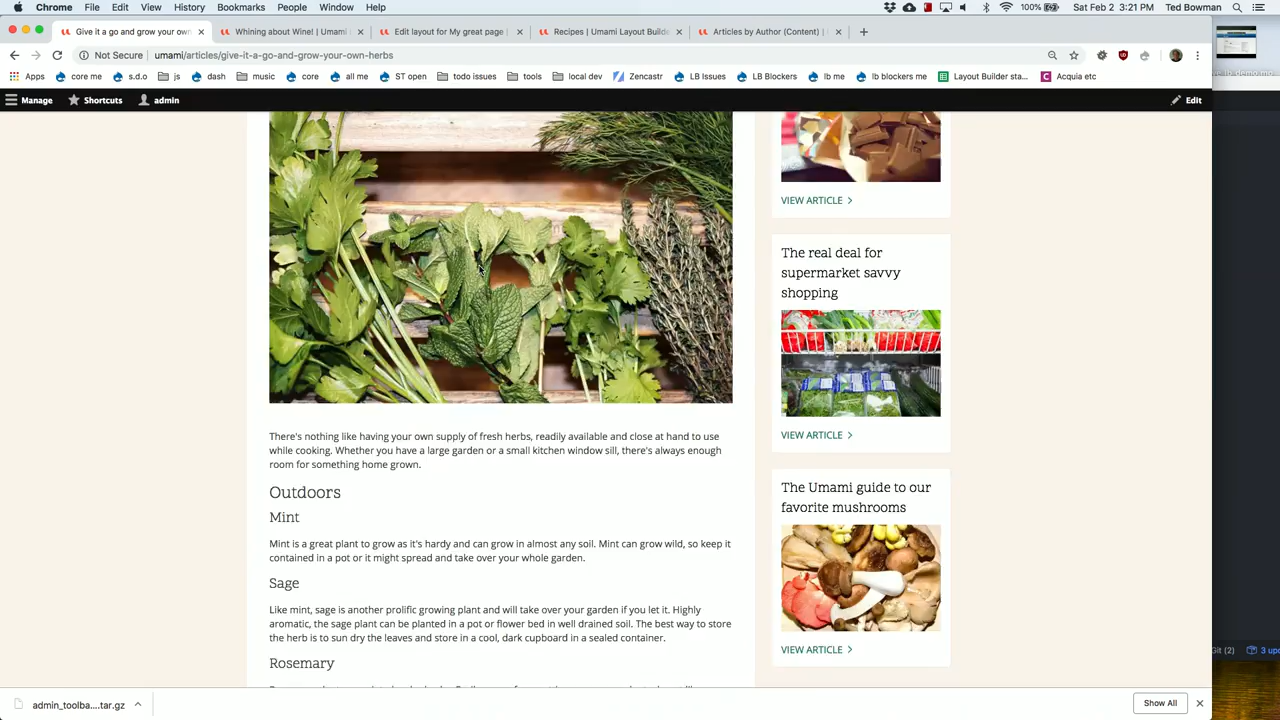 Chrome File Edit View History Bookmarks People Window Help
100% Sat Feb 2 3:21 PM Ted Bowman
Give it a go and grow your own
Whining about Wine! | Umami
Edit layout for My great page
Recipes | Umami Layout Builde
Articles by Author (Content) |
Not Secure umami/articles/give-it-a-go-and-grow-your-own-herbs
Apps core me s.d.o js dash music core all me ST open todo issues tools local dev Zencastr LB Issues LB Blockers lb me lb blockers me Layout Builder sta... Acquia etc
Manage Shortcuts admin Edit
VIEW ARTICLE
The real deal for
supermarket savvy
shopping
VIEW ARTICLE
The Umami guide to our
favorite mushrooms
VIEW ARTICLE
There's nothing like having your own supply of fresh herbs, readily available and close at hand to use
while cooking. Whether you have a large garden or a small kitchen window sill, there's always enough
room for something home grown.
Outdoors
Mint
Mint is a great plant to grow as it's hardy and can grow in almost any soil. Mint can grow wild, so keep it
contained in a pot or it might spread and take over your whole garden.
Sage
Like mint, sage is another prolific growing plant and will take over your garden if you let it. Highly
aromatic, the sage plant can be planted in a pot or flower bed in well drained soil. The best way to store
the herb is to sun dry the leaves and store in a cool, dark cupboard in a sealed container.
Rosemary
Git (2) 3 upd
admin_toolba....tar.gz
Show All